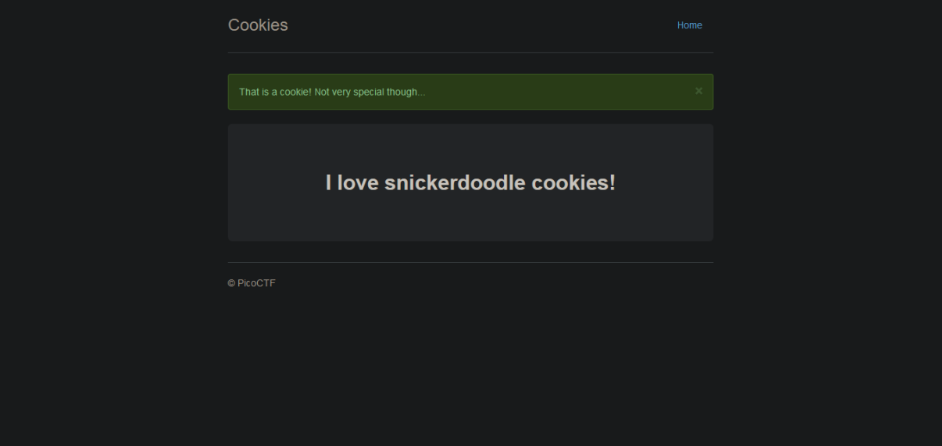 Cookies
Home
That is a cookie! Not very special though...
×
I love snickerdoodle cookies!
© PicoCTF